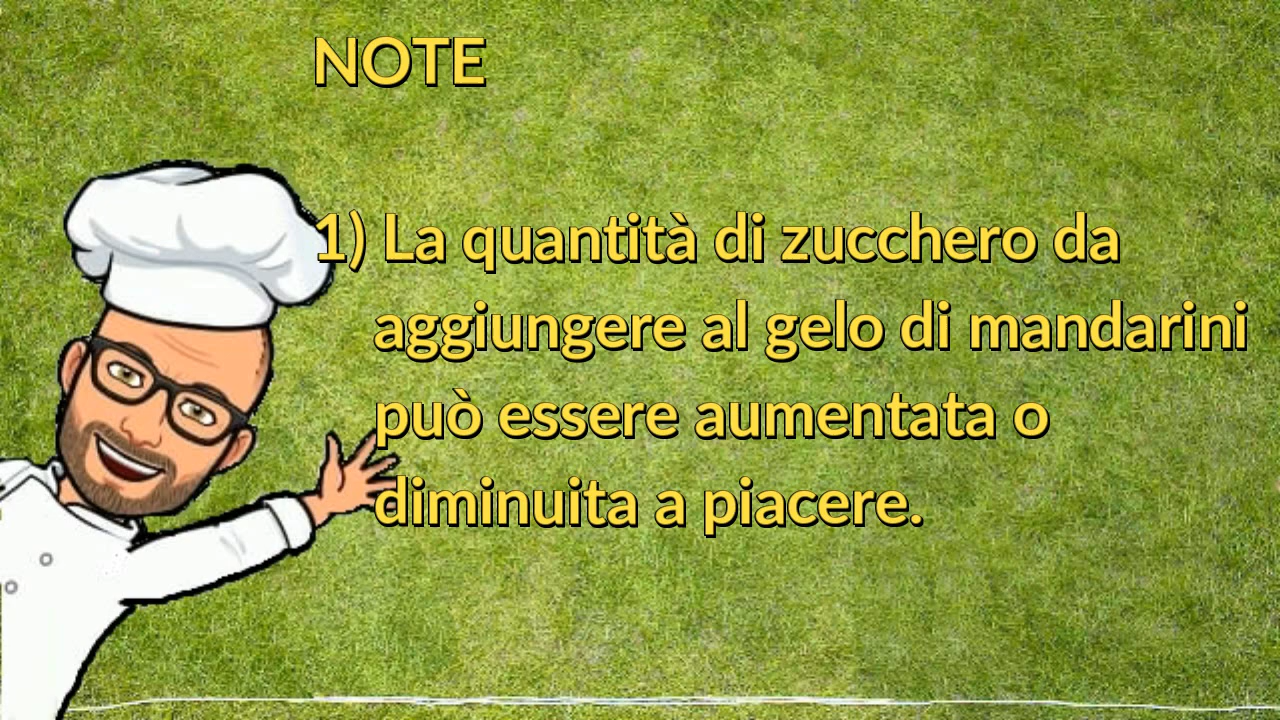 NOTE
1) La quantità di zucchero da
aggiungere al gelo di mandarini
può essere aumentata o
diminuita a piacere.